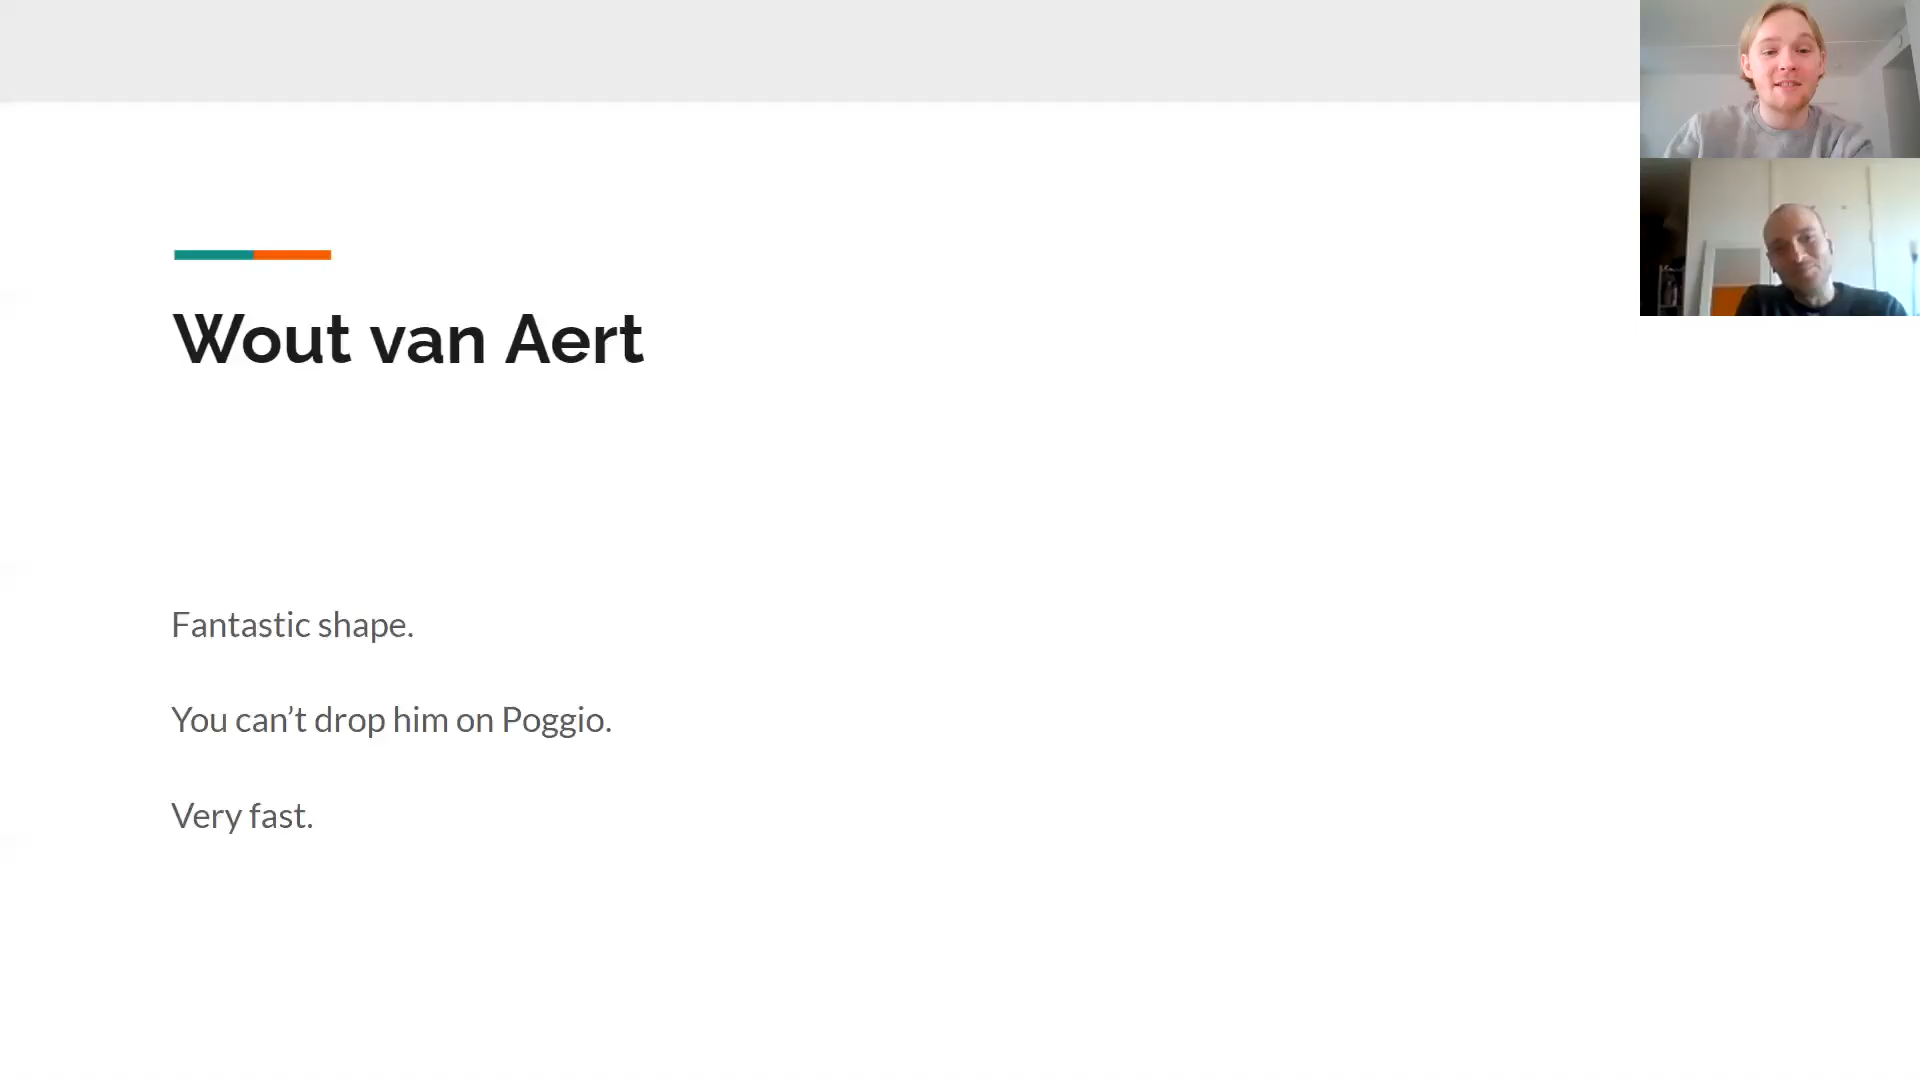 Wout van Aert
Fantastic shape.
You can’t drop him on Poggio.
Very fast.